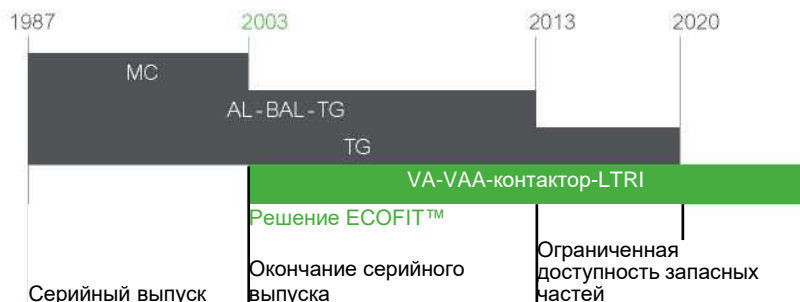 1987 2003 2013 2020
MC
AL-BAL-TG
TG
VA-VAA-контактор-LTRI
Решение ECOFIT™
Серийный выпуск
Окончание серийного
выпуска
Ограниченная
доступность запасных
частей